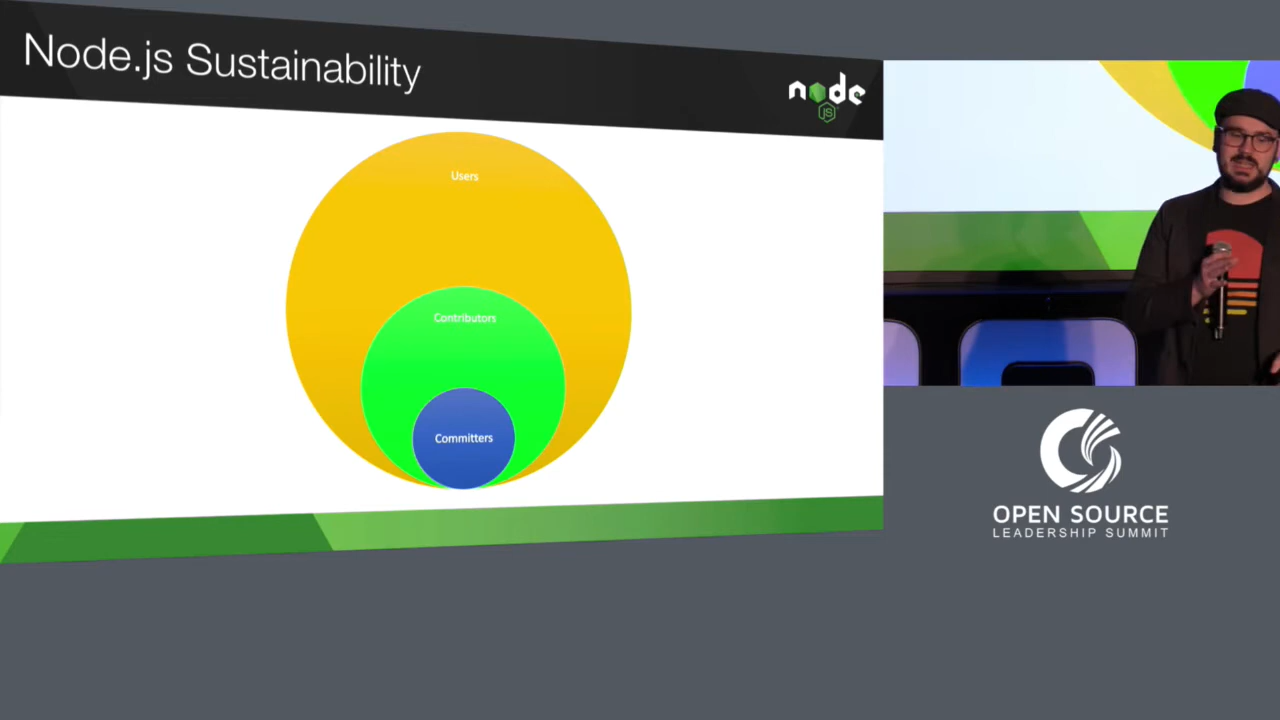 Node.js Sustainability
node
js
Users
Contributors
Committers
OPEN SOURCE
LEADERSHIP SUMMIT